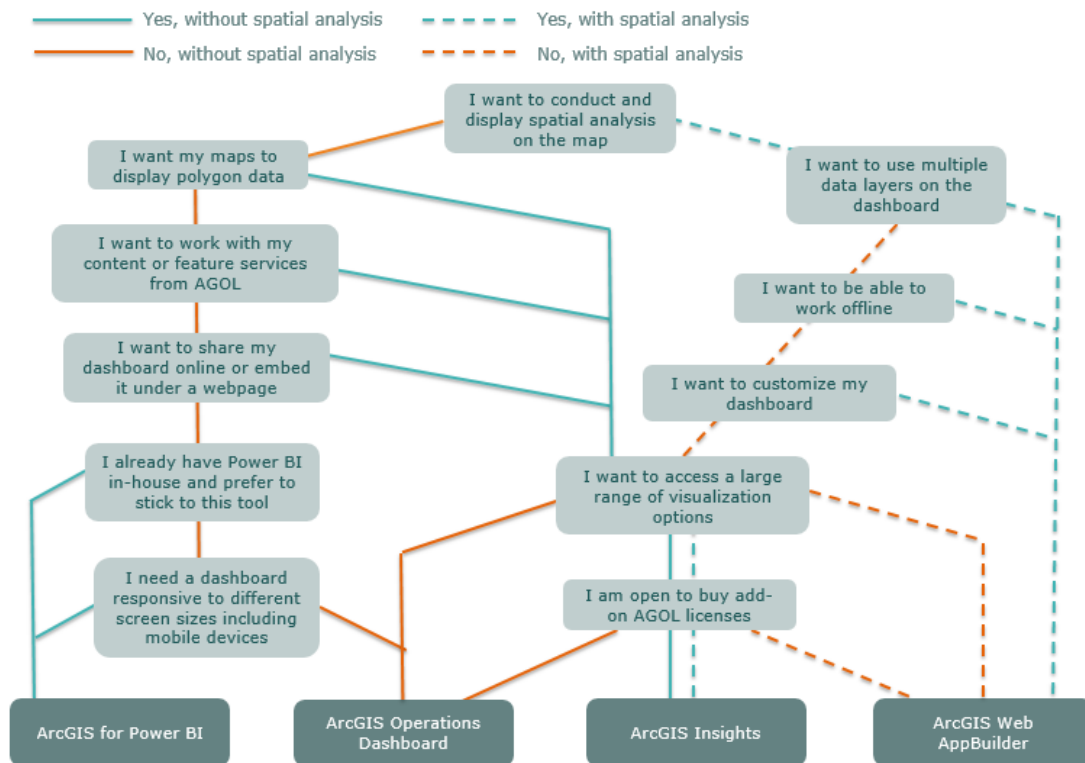 Yes, without spatial analysis
Yes, with spatial analysis
No, without spatial analysis
No, with spatial analysis
I want to conduct and
display spatial analysis
on the map
I want my maps to
display polygon data
I want to use multiple
data layers on the
dashboard
I want to work with my
content or feature services
from AGOL
I want to be able to
work offline
I want to share my
dashboard online or embed
it under a webpage
I want to customize my
dashboard
I already have Power BI
in-house and prefer to
stick to this tool
I want to access a large
range of visualization
options
I need a dashboard
responsive to different
screen sizes including
mobile devices
I am open to buy add-
on AGOL licenses
ArcGIS for Power BI
ArcGIS Operations
Dashboard
ArcGIS Insights
ArcGIS Web
AppBuilder